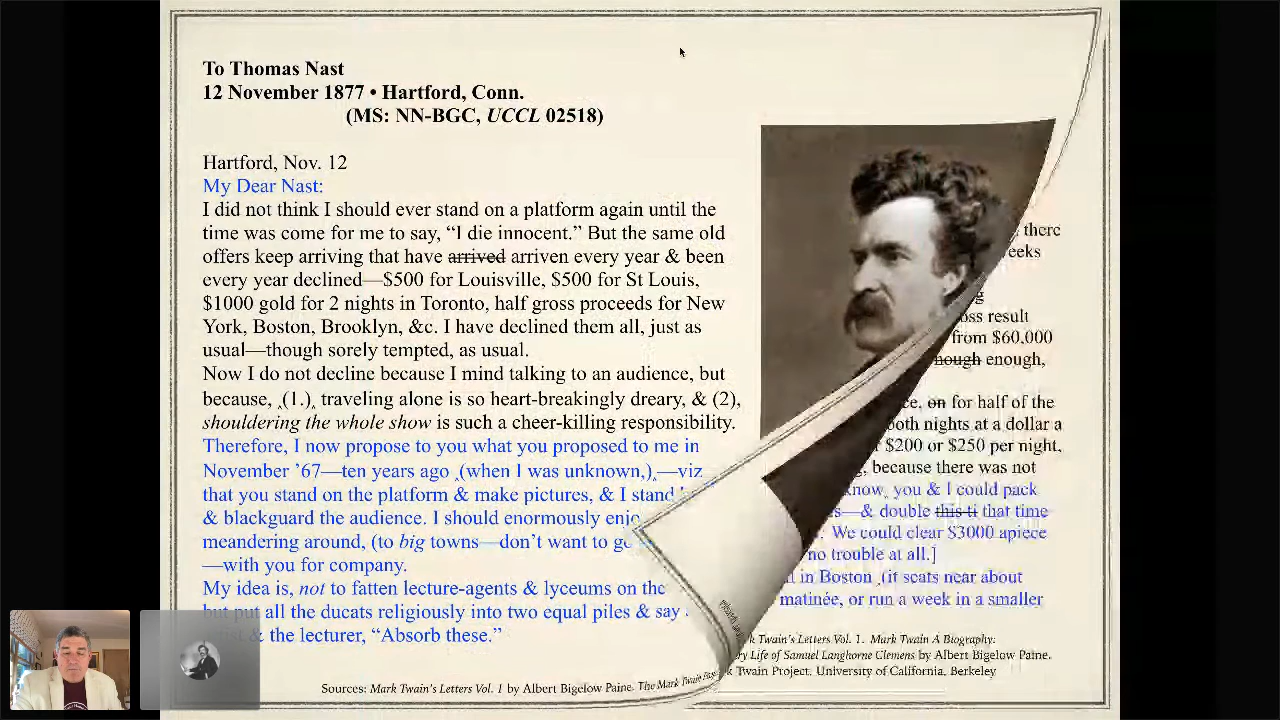 To Thomas Nast
12 November 1877 • Hartford, Conn.
(MS: NN-BGC, UCCL 02518)
Hartford, Nov. 12
My Dear Nast:
I did not think I should ever stand on a platform again until the
time was come for me to say, “I die innocent.” But the same old
offers keep arriving that have arrived arriven every year & been
every year declined—$500 for Louisville, $500 for St Louis,
$1000 gold for 2 nights in Toronto, half gross proceeds for New
York, Boston, Brooklyn, &c. I have declined them all, just as
usual—though sorely tempted, as usual.
Now I do not decline because I mind talking to an audience, but
because, ‸(1.)‸ traveling alone is so heart-breakingly dreary, & (2),
shouldering the whole show is such a cheer-killing responsibility.
Therefore, I now propose to you what you proposed to me in
November ’67—ten years ago ‸(when I was unknown,)‸—viz
that you stand on the platform & make pictures, & I stand
& blackguard the audience. I should enormously
meandering around, (to big towns—don’t want to
—with you for company.
My idea is, not to fatten lecture-agents & lyceums on the
but put all the ducats religiously into two equal piles & say
& the lecturer, “Absorb these.”
Sources: Mark Twain's Letters Vol. 1 by Albert Bigelow Paine. The Mark Twain
there
result
from $60,000
enough,
on for half of the
nights at a dollar a
$200 or $250 per night,
because there was not
know‸ you & I could pack
& double this ti that time
We could clear $3000 apiece
no trouble at all.]
in Boston ‸(it seats near about
matinée, or run a week in a smaller
Twain's Letters Vol. 1. Mark Twain A Biography:
Life of Samuel Langhorne Clemens by Albert Bigelow Paine.
Twain Project. University of California, Berkeley